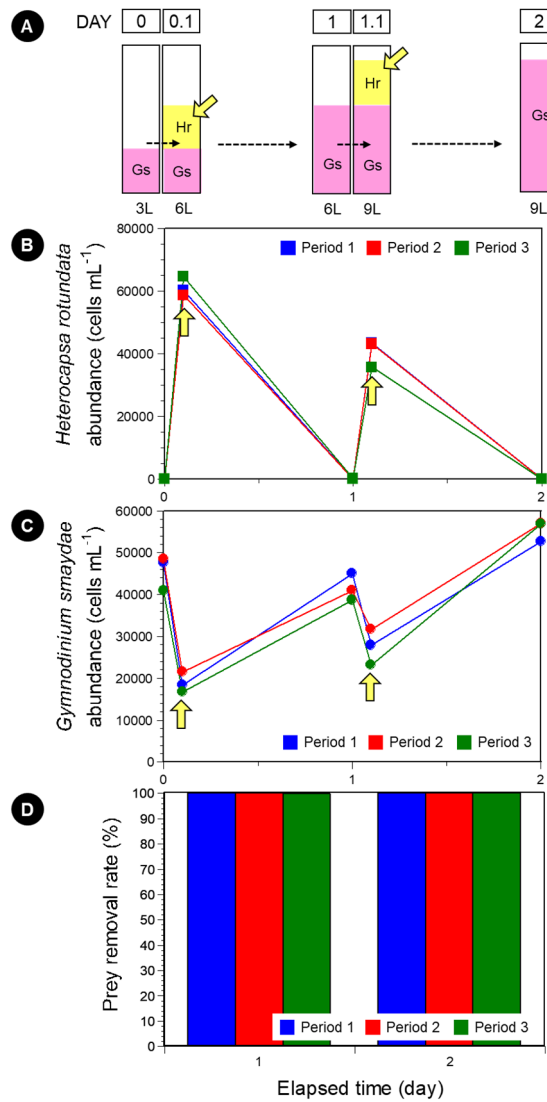 A
DAY 0 0.1 1 1.1 2
Hr
Hr
Gs Gs Gs Gs Gs
3L 6L 6L 9L 9L
B
Heterocapsa rotundata
abundance (cells mL⁻¹)
80000
60000
40000
20000
0
Period 1 Period 2 Period 3
0 1 2
C
Gymnodinium smaydae
abundance (cells mL⁻¹)
60000
50000
40000
30000
20000
10000
0
Period 1 Period 2 Period 3
0 1 2
D
Prey removal rate (%)
100
90
80
70
60
50
40
30
20
10
0
Period 1 Period 2 Period 3
1 2
Elapsed time (day)